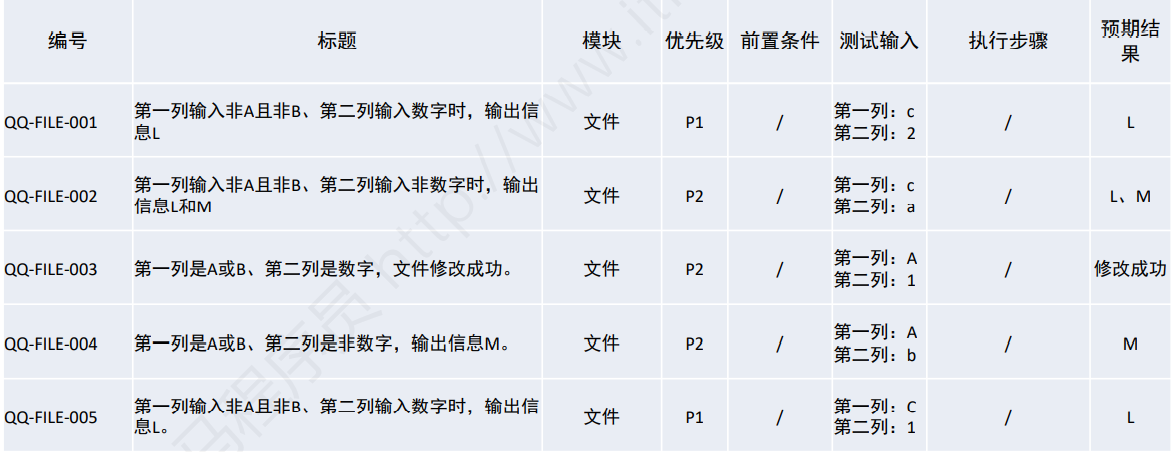 编号 标题 模块 优先级 前置条件 测试输入 执行步骤 预期结
果
QQ-FILE-001 第一列输入非A且非B、第二列输入数字时，输出信
息L 文件 P1 / 第一列：c
第二列：2 / L
QQ-FILE-002 第一列输入非A且非B、第二列输入非数字时，输出
信息L和M 文件 P2 / 第一列：c
第二列：a / L、M
QQ-FILE-003 第一列是A或B、第二列是数字，文件修改成功。 文件 P2 / 第一列：A
第二列：1 / 修改成功
QQ-FILE-004 第一列是A或B、第二列是非数字，输出信息M。 文件 P2 / 第一列：A
第二列：b / M
QQ-FILE-005 第一列输入非A且非B、第二列输入数字时，输出信
息L。 文件 P1 / 第一列：C
第二列：1 / L
马程序员 http://www.it